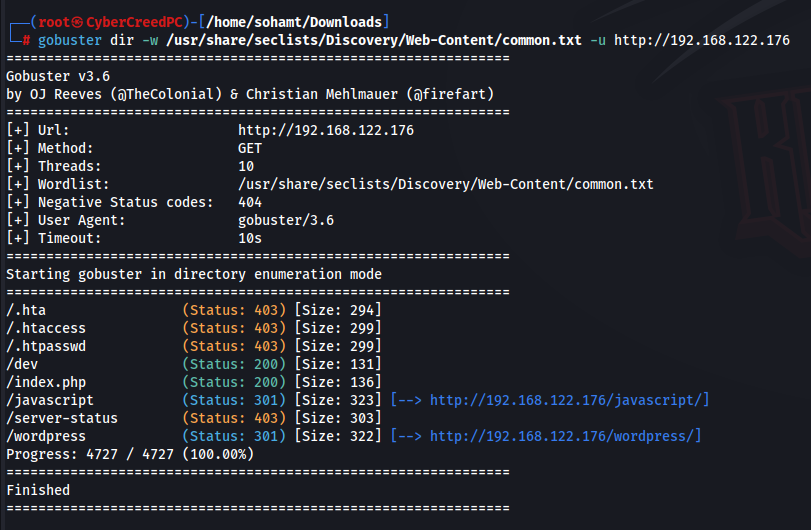 ┌──(root㉿CyberCreedPC)-[/home/sohamt/Downloads]
└─# gobuster dir -w /usr/share/seclists/Discovery/Web-Content/common.txt -u http://192.168.122.176
===============================================================
Gobuster v3.6
by OJ Reeves (@TheColonial) & Christian Mehlmauer (@firefart)
===============================================================
[+] Url:                     http://192.168.122.176
[+] Method:                  GET
[+] Threads:                 10
[+] Wordlist:                /usr/share/seclists/Discovery/Web-Content/common.txt
[+] Negative Status codes:   404
[+] User Agent:              gobuster/3.6
[+] Timeout:                 10s
===============================================================
Starting gobuster in directory enumeration mode
===============================================================
/.hta                 (Status: 403) [Size: 294]
/.htaccess            (Status: 403) [Size: 299]
/.htpasswd            (Status: 403) [Size: 299]
/dev                  (Status: 200) [Size: 131]
/index.php            (Status: 200) [Size: 136]
/javascript           (Status: 301) [Size: 323] [--> http://192.168.122.176/javascript/]
/server-status        (Status: 403) [Size: 303]
/wordpress            (Status: 301) [Size: 322] [--> http://192.168.122.176/wordpress/]
Progress: 4727 / 4727 (100.00%)
===============================================================
Finished
===============================================================